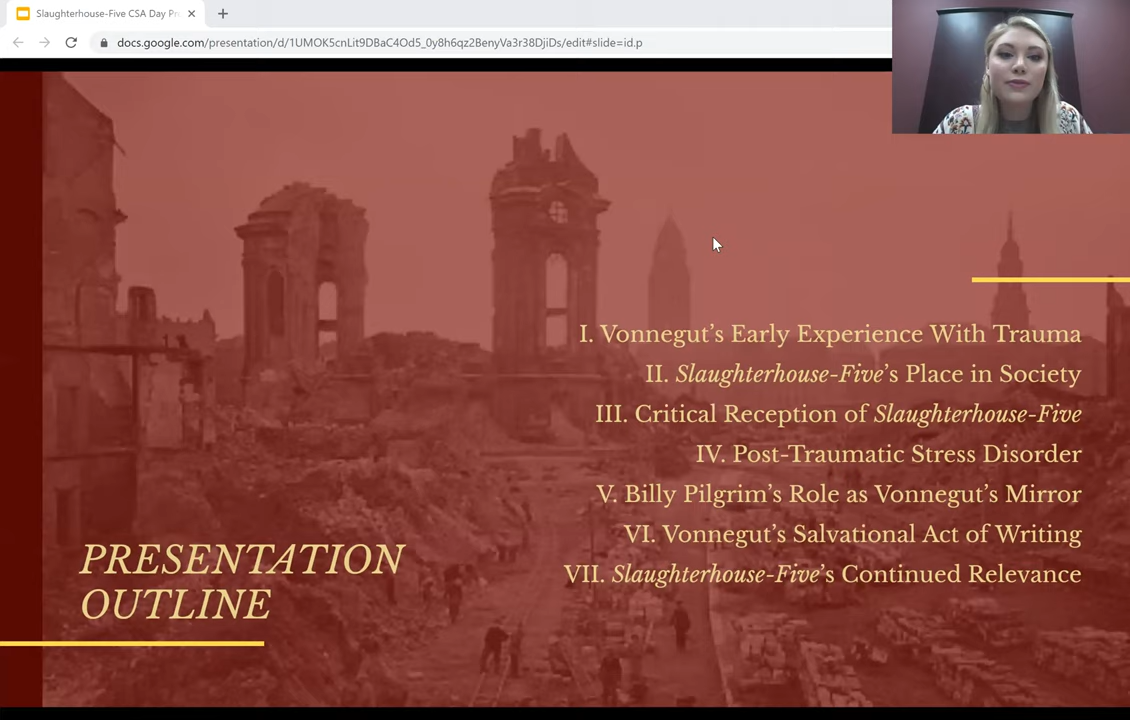 Slaughterhouse-Five CSA Day Pr
docs.google.com/presentation/d/1UMOK5cnLit9DBaC4Od5_0y8h6qz2BenyVa3r38DjiDs/edit#slide=id.p
I. Vonnegut’s Early Experience With Trauma
II. Slaughterhouse-Five’s Place in Society
III. Critical Reception of Slaughterhouse-Five
IV. Post-Traumatic Stress Disorder
V. Billy Pilgrim’s Role as Vonnegut’s Mirror
VI. Vonnegut’s Salvational Act of Writing
VII. Slaughterhouse-Five’s Continued Relevance
PRESENTATION
OUTLINE